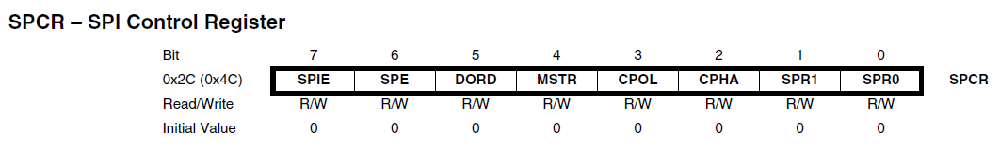 SPCR – SPI Control Register
Bit 7 6 5 4 3 2 1 0
0x2C (0x4C) SPIE SPE DORD MSTR CPOL CPHA SPR1 SPR0 SPCR
Read/Write R/W R/W R/W R/W R/W R/W R/W R/W
Initial Value 0 0 0 0 0 0 0 0